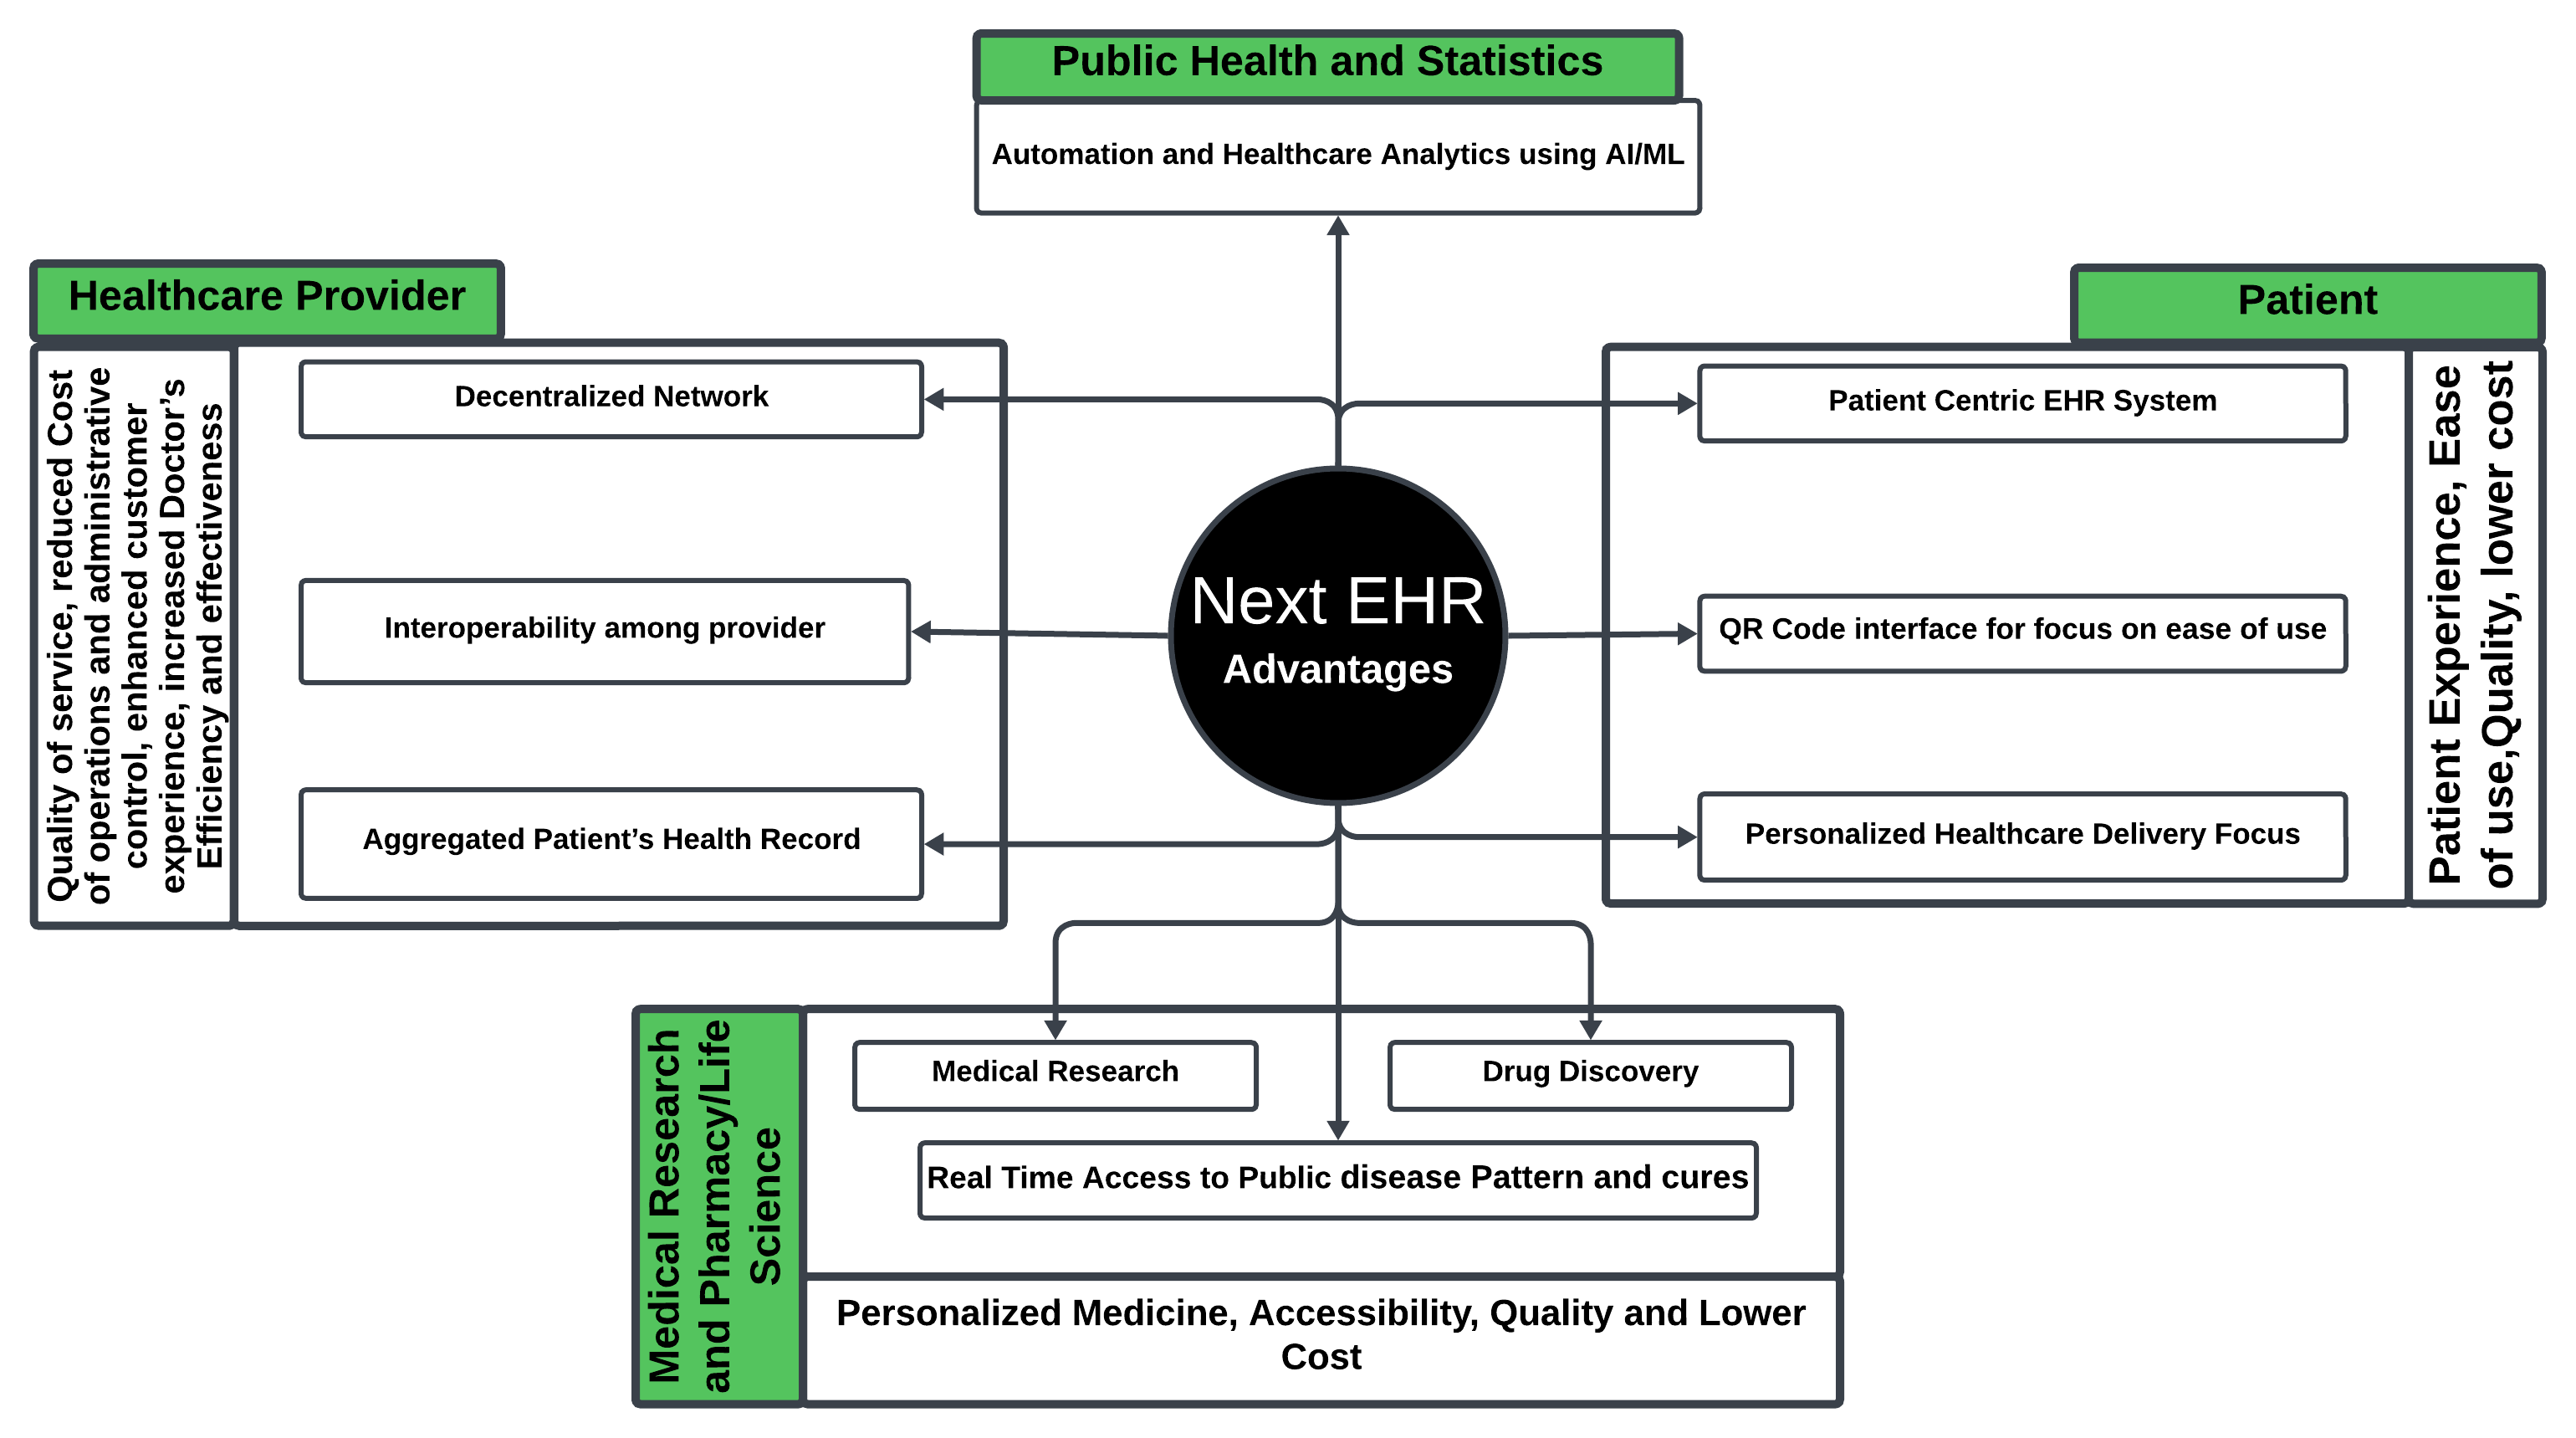 Public Health and Statistics
Automation and Healthcare Analytics using AI/ML
Healthcare Provider
Quality of service, reduced Cost
of operations and administrative
control, enhanced customer
experience, increased Doctor’s
Efficiency and effectiveness
Decentralized Network
Interoperability among provider
Aggregated Patient’s Health Record
Next EHR
Advantages
Patient
Patient Centric EHR System
QR Code interface for focus on ease of use
Personalized Healthcare Delivery Focus
Patient Experience, Ease
of use,Quality, lower cost
Medical Research
and Pharmacy/Life
Science
Medical Research
Drug Discovery
Real Time Access to Public disease Pattern and cures
Personalized Medicine, Accessibility, Quality and Lower
Cost